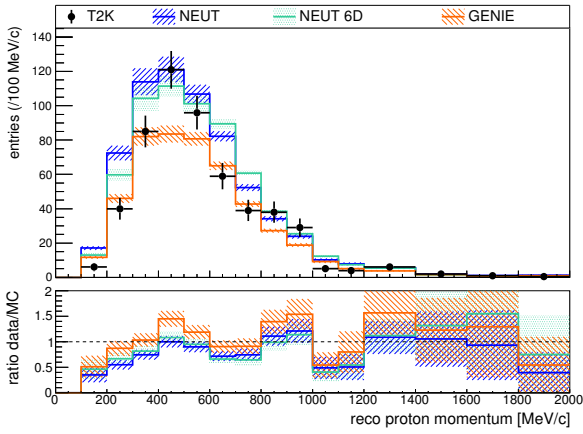 T2K NEUT NEUT 6D GENIE
entries (/100 MeV/c)
140
120
100
80
60
40
20
0
ratio data/MC
2
1.5
1
0.5
0
0 200 400 600 800 1000 1200 1400 1600 1800 2000
reco proton momentum [MeV/c]